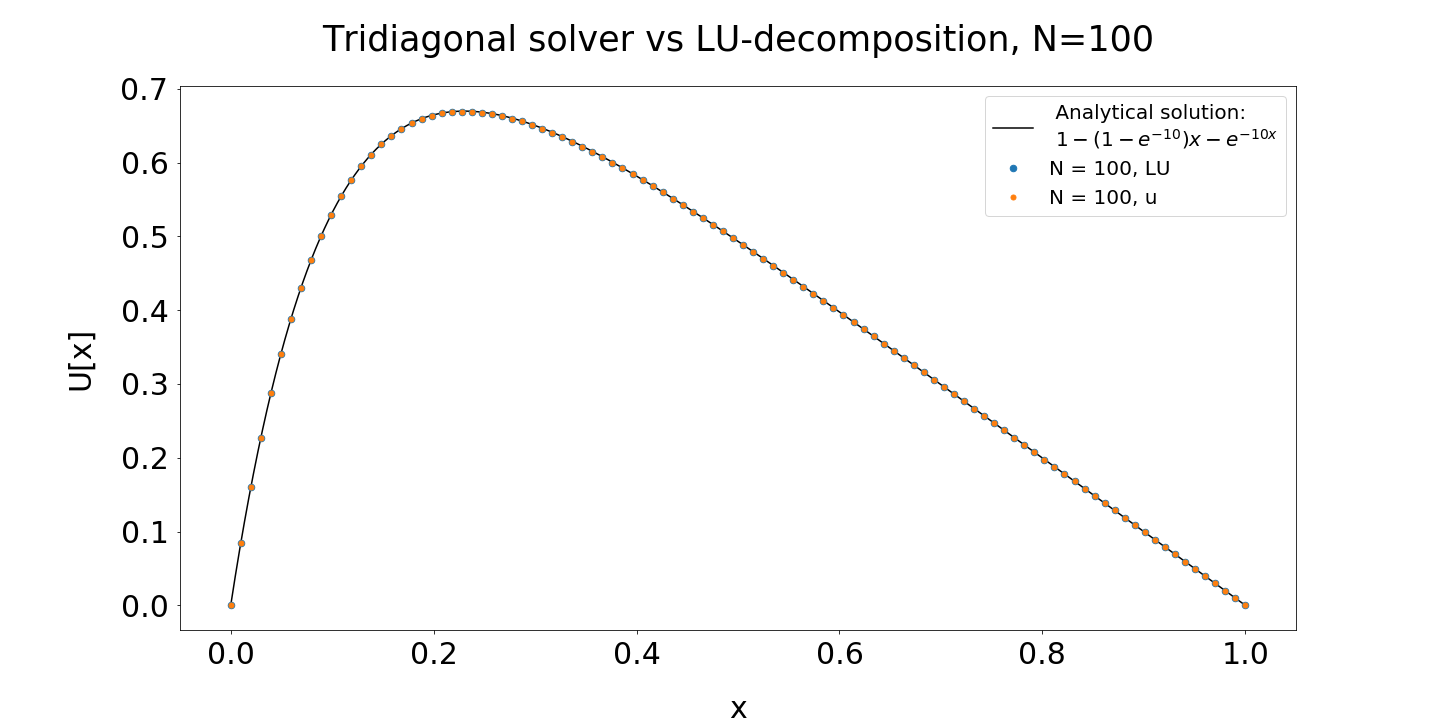 Tridiagonal solver vs LU-decomposition, N=100
0.7
0.6
0.5
0.4
0.3
0.2
0.1
0.0
U[x]
Analytical solution:
$1-(1-e^{-10})x-e^{-10x}$
N = 100, LU
N = 100, u
0.0 0.2 0.4 0.6 0.8 1.0
x